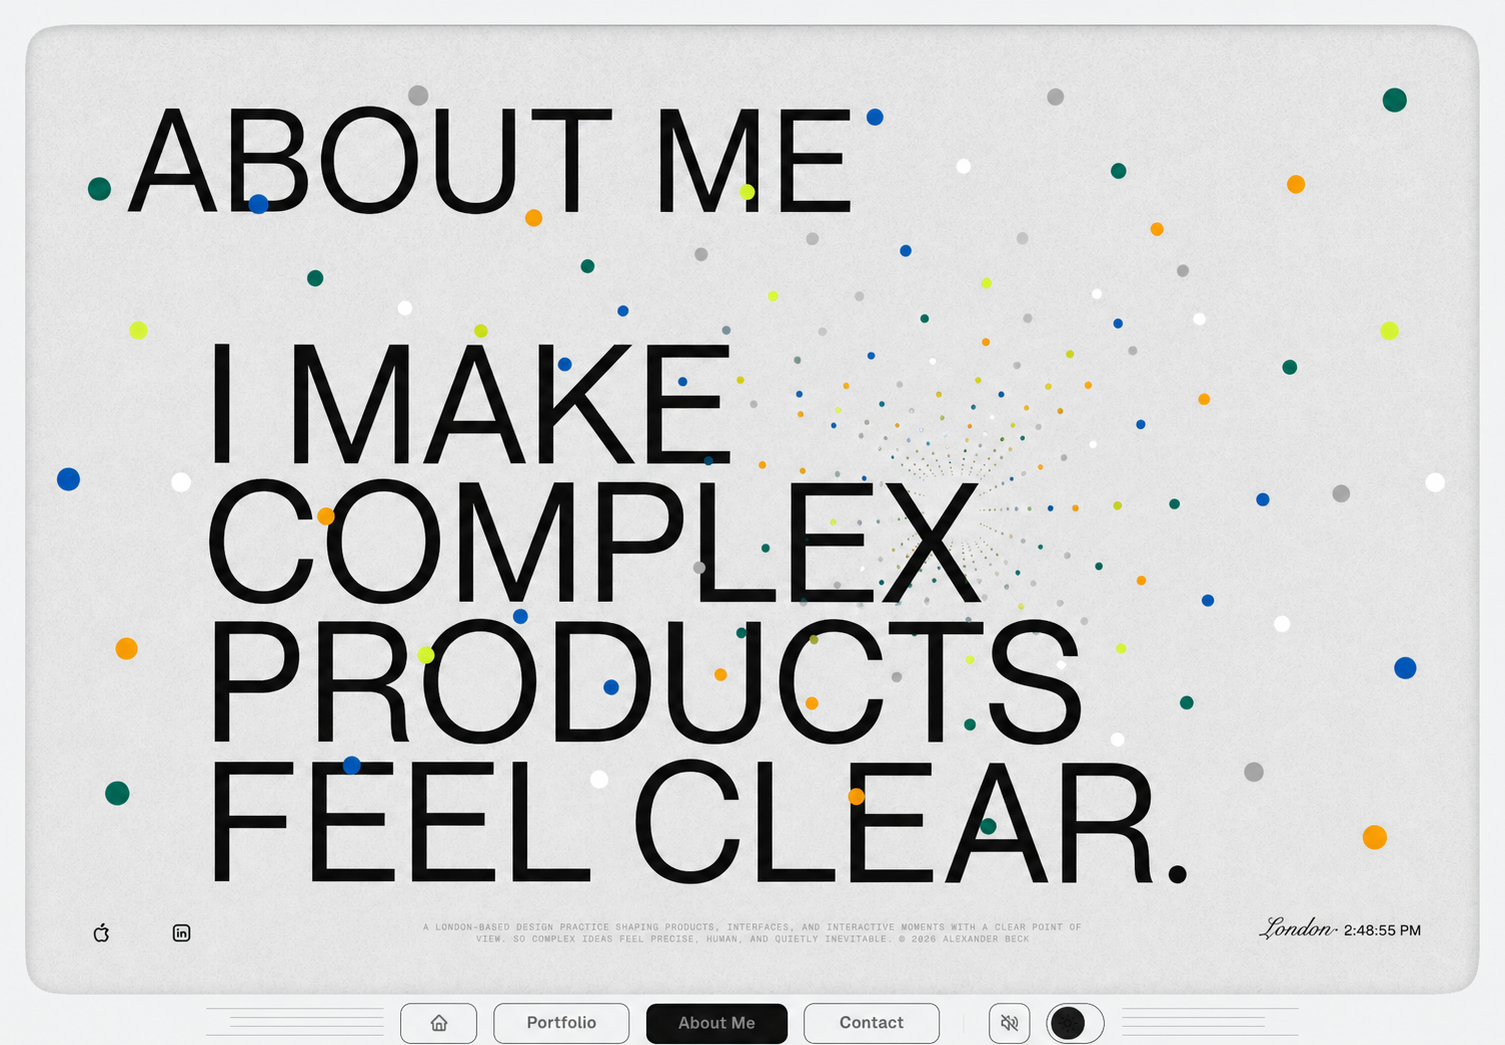 ABOUT ME
I MAKE
COMPLEX
PRODUCTS
FEEL CLEAR.
A LONDON-BASED DESIGN PRACTICE SHAPING PRODUCTS, INTERFACES, AND INTERACTIVE MOMENTS WITH A CLEAR POINT OF
VIEW. SO COMPLEX IDEAS FEEL PRECISE, HUMAN, AND QUIETLY INEVITABLE. © 2026 ALEXANDER BECK
in
London· 2:48:55 PM
Portfolio
About Me
Contact